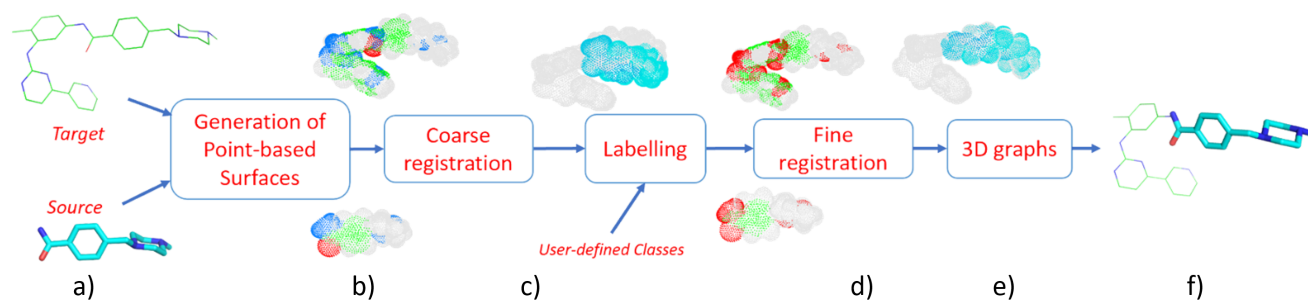 Target
Source
Generation of
Point-based
Surfaces
Coarse
registration
Labelling
User-defined Classes
Fine
registration
3D graphs
a)
b)
c)
d)
e)
f)